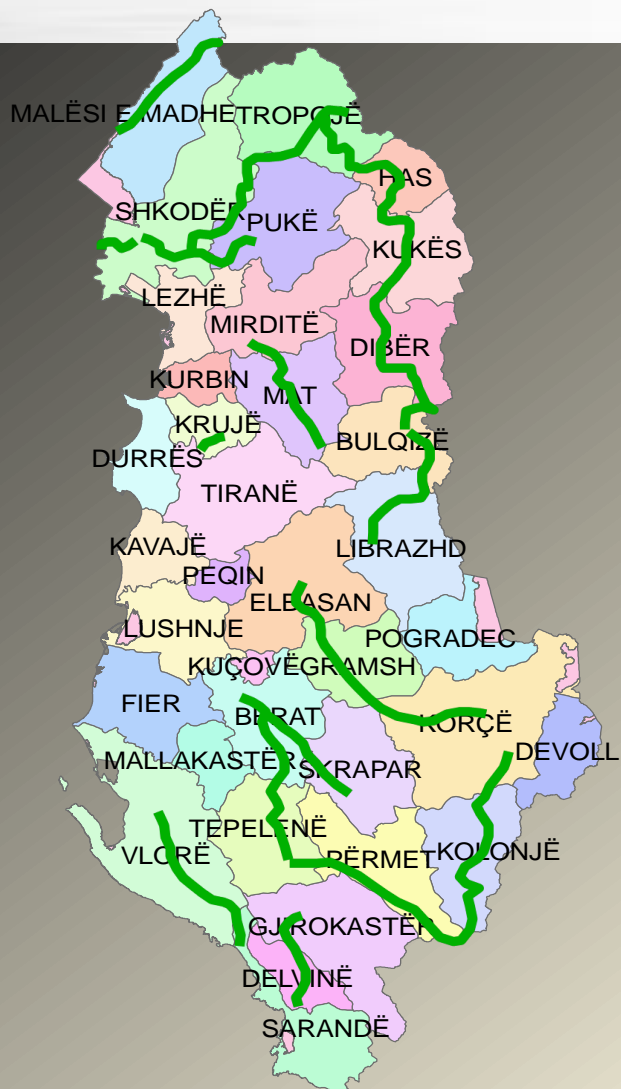 MALËSI E MADHE
TROPOJË
HAS
SHKODËR
PUKË
KUKËS
LEZHË
MIRDITË
DIBËR
KURBIN
MAT
KRUJË
BULQIZË
DURRËS
TIRANË
KAVAJË
LIBRAZHD
PEQIN
ELBASAN
LUSHNJE
POGRADEC
KUÇOVË
GRAMSH
FIER
BERAT
KORÇË
DEVOLL
MALLAKASTËR
SKRAPAR
TEPELENË
VLORË
PËRMET
KOLONJË
GJIROKASTËR
DELVINË
SARANDË